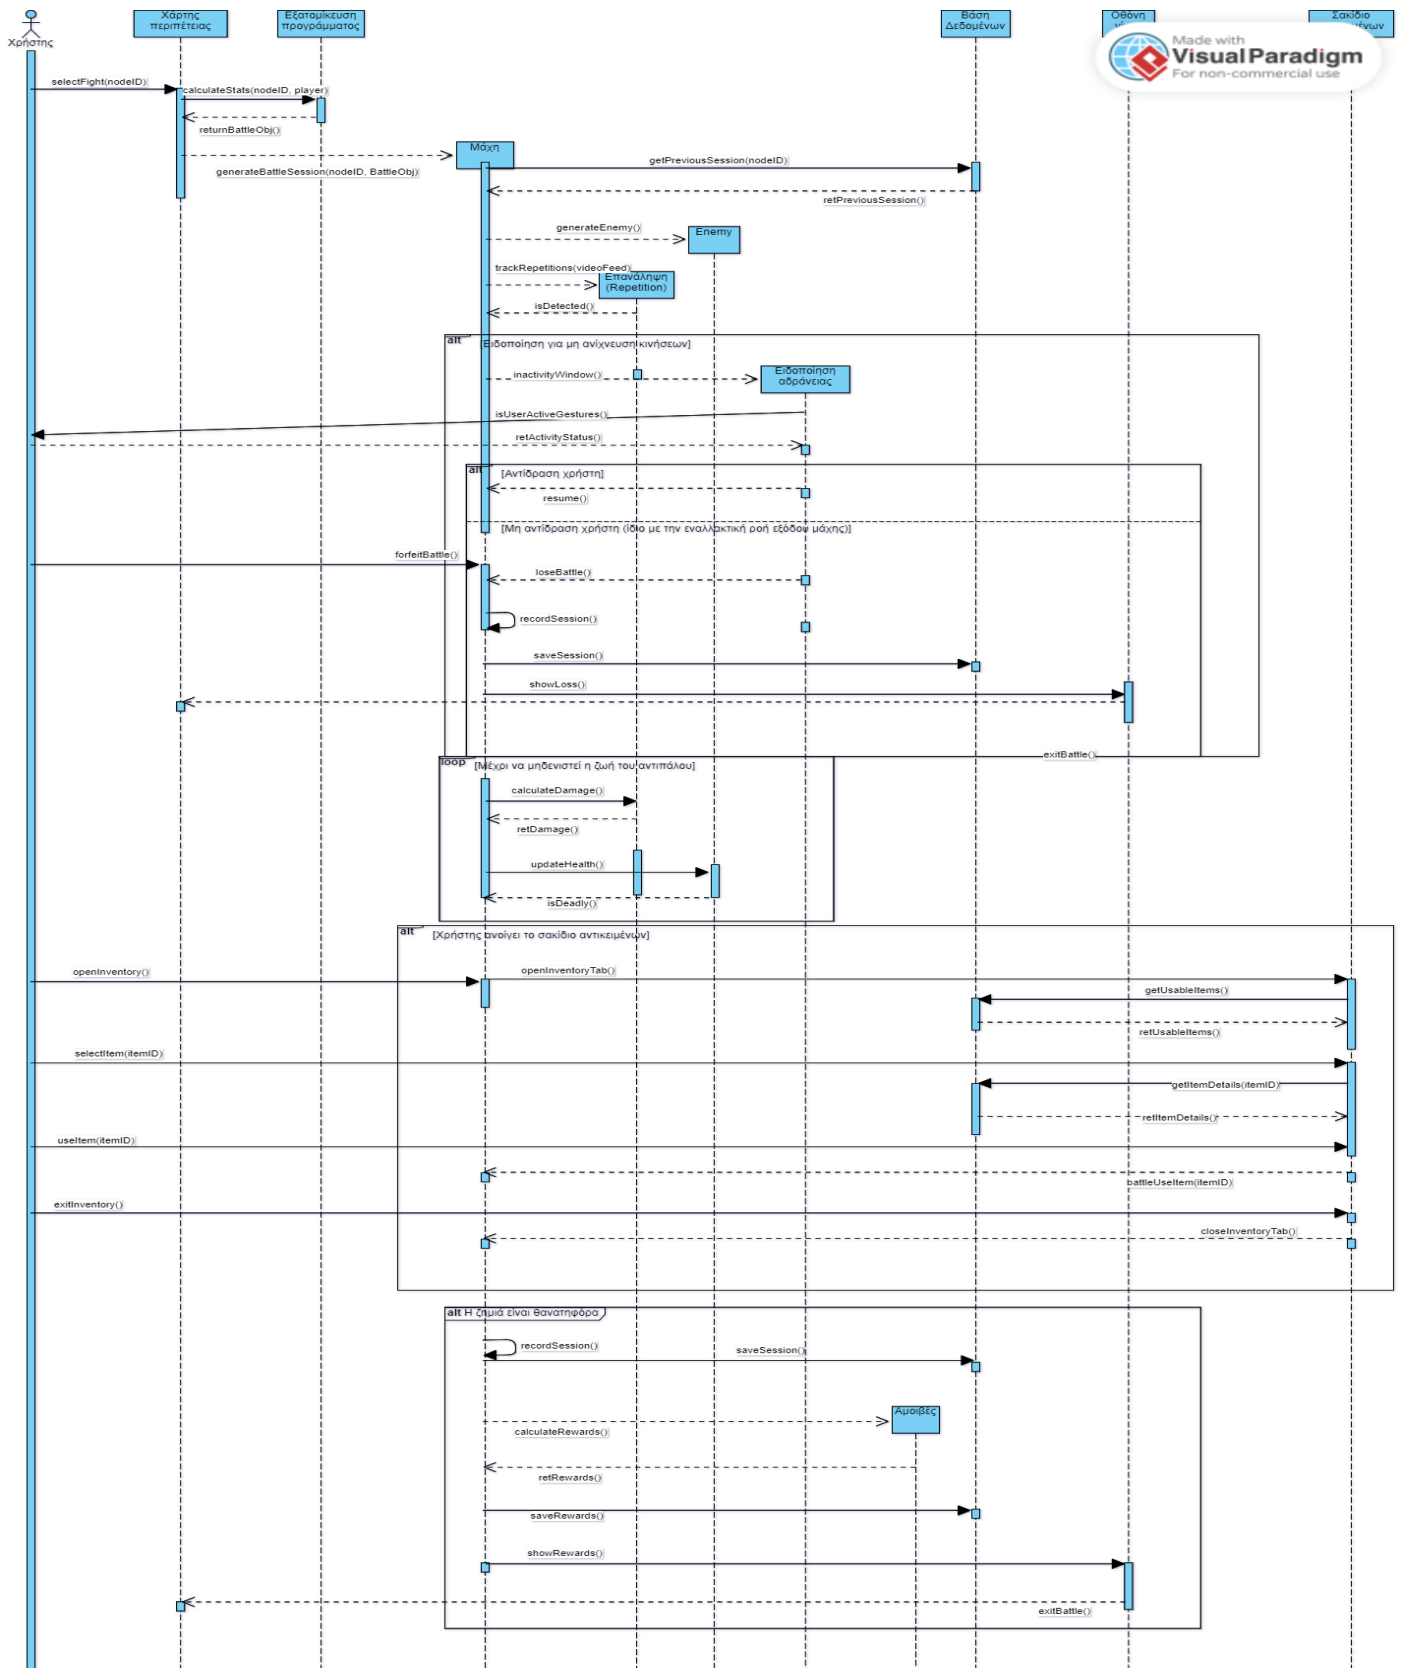 Χρήστης
Χάρτης
περιπέτειας
Εξατομίκευση
προγράμματος
Βάση
Δεδομένων
Οθόνη
Σακίδιο
Made with
VisualParadigm
For non-commercial use
selectFight(nodeID)
calculateStats(nodeID, player)
returnBattleObj()
Μάχη
generateBattleSession(nodeID, BattleObj)
getPreviousSession(nodeID)
retPreviousSession()
generateEnemy()
Enemy
trackRepetitions(videoFeed)
Επανάληψη
(Repetition)
isDetected()
alt
[Ειδοποίηση για μη ανίχνευση κινήσεων]
inactivityWindow()
Ειδοποίηση
αδράνειας
isUserActiveGestures()
retActivityStatus()
alt
[Αντίδραση χρήστη]
resume()
[Μη αντίδραση χρήστη (ίδιο με την εναλλακτική ροή εξόδου μάχης)]
forfeitBattle()
loseBattle()
recordSession()
saveSession()
showLoss()
exitBattle()
loop
[Μέχρι να μηδενιστεί η ζωή του αντιπάλου]
calculateDamage()
retDamage()
updateHealth()
isDeadly()
alt
[Χρήστης ανοίγει το σακίδιο αντικειμένων]
openInventory()
openInventoryTab()
getUsableItems()
retUsableItems()
selectItem(itemID)
getItemDetails(itemID)
retItemDetails()
useItem(itemID)
battleUseItem(itemID)
exitInventory()
closeInventoryTab()
alt Η ζημιά είναι θανατηφόρα
recordSession()
saveSession()
Αμοιβές
calculateRewards()
retRewards()
saveRewards()
showRewards()
exitBattle()